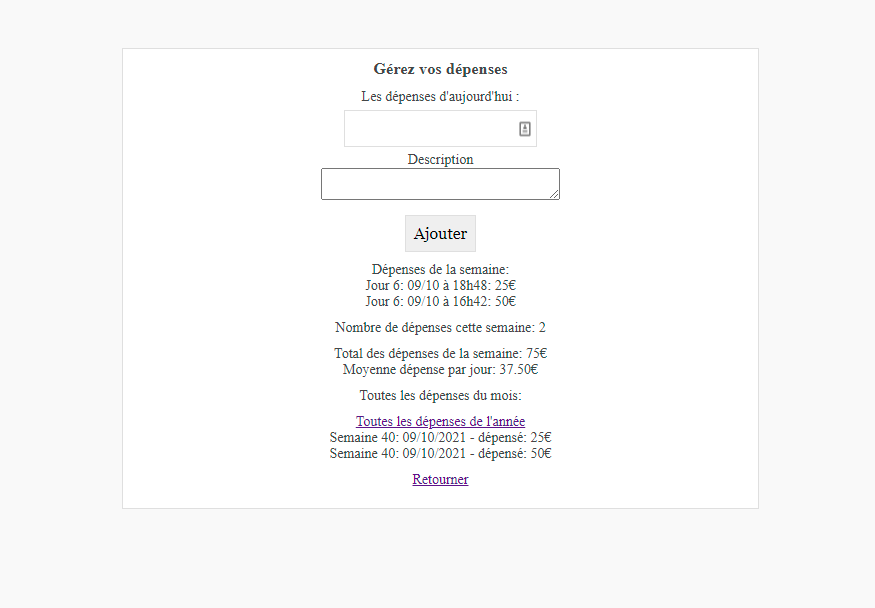 Gérez vos dépenses
Les dépenses d'aujourd'hui :
Description
Ajouter
Dépenses de la semaine:
Jour 6: 09/10 à 18h48: 25€
Jour 6: 09/10 à 16h42: 50€
Nombre de dépenses cette semaine: 2
Total des dépenses de la semaine: 75€
Moyenne dépense par jour: 37.50€
Toutes les dépenses du mois:
Toutes les dépenses de l'année
Semaine 40: 09/10/2021 - dépensé: 25€
Semaine 40: 09/10/2021 - dépensé: 50€
Retourner